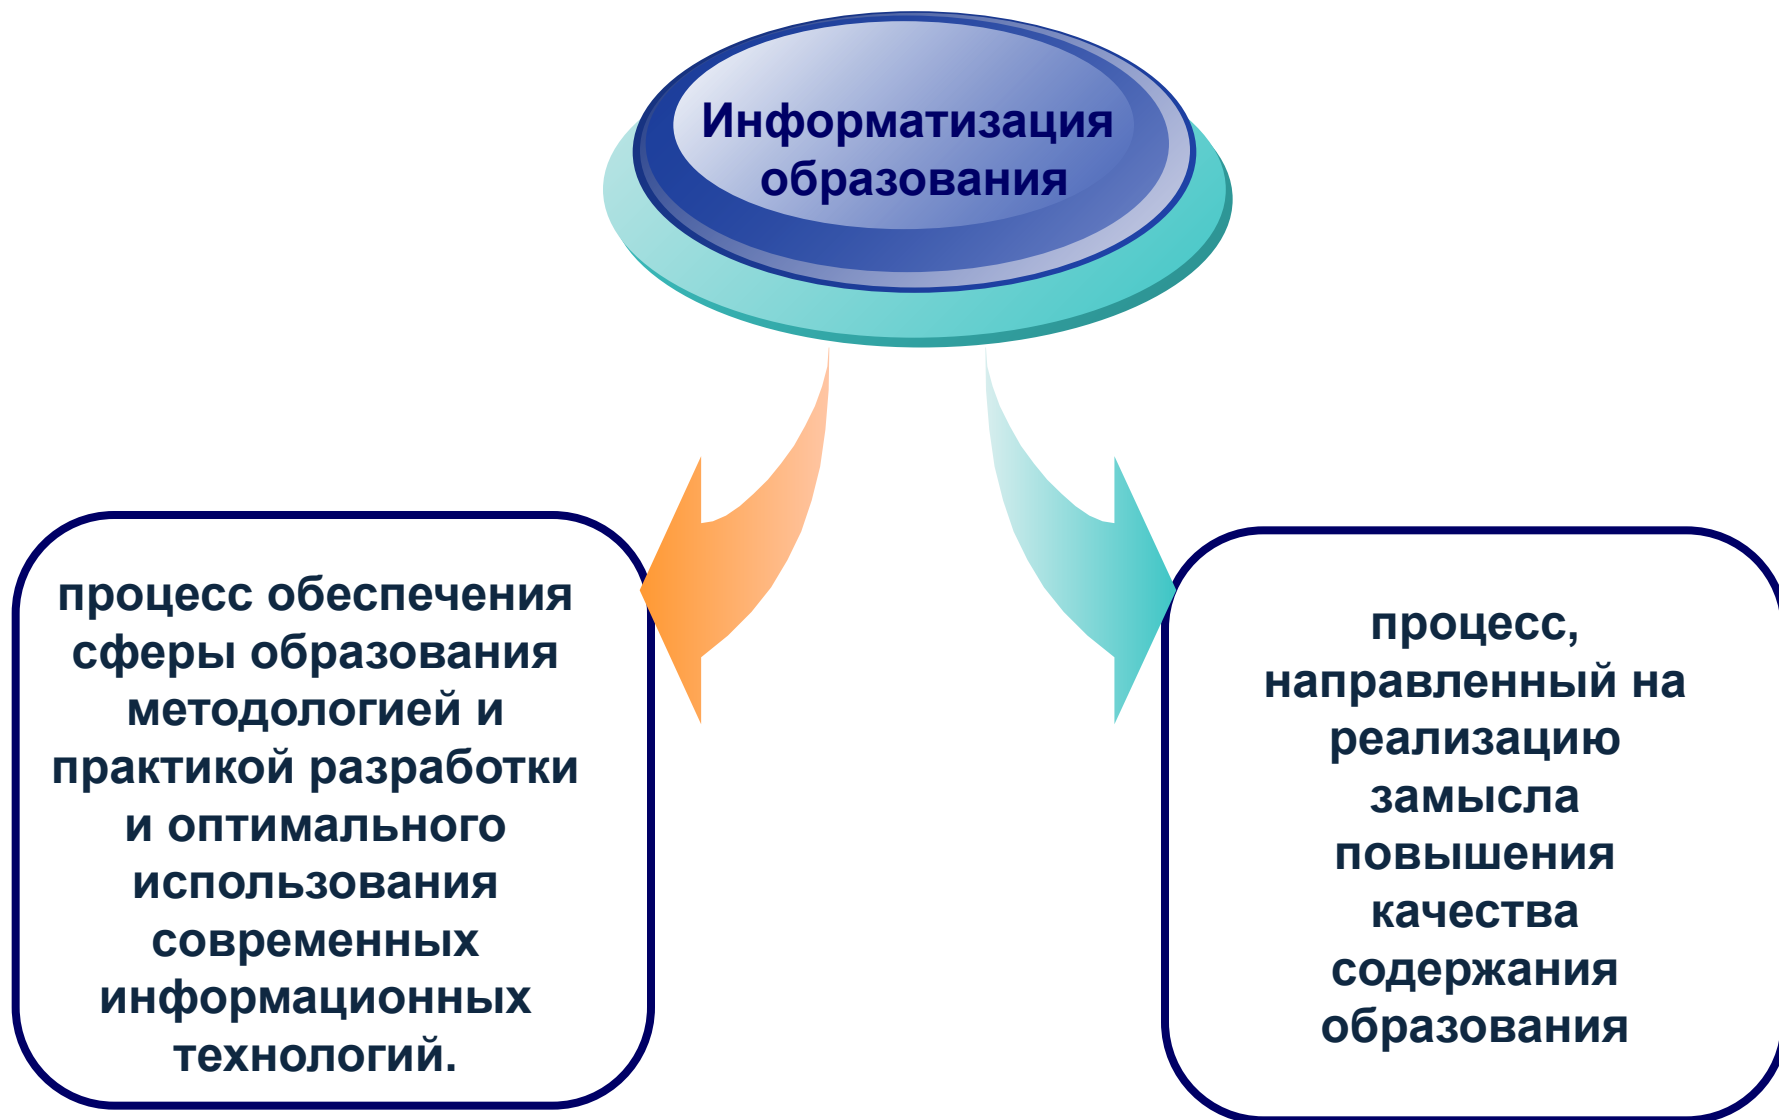 Информатизация
образования
процесс обеспечения
сферы образования
методологией и
практикой разработки
и оптимального
использования
современных
информационных
технологий.
процесс,
направленный на
реализацию
замысла
повышения
качества
содержания
образования